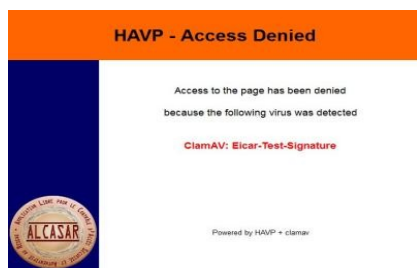 HAVP - Access Denied
Access to the page has been denied
because the following virus was detected
ClamAV: Eicar-Test-Signature
ALCASAR
Powered by HAVP + clamav